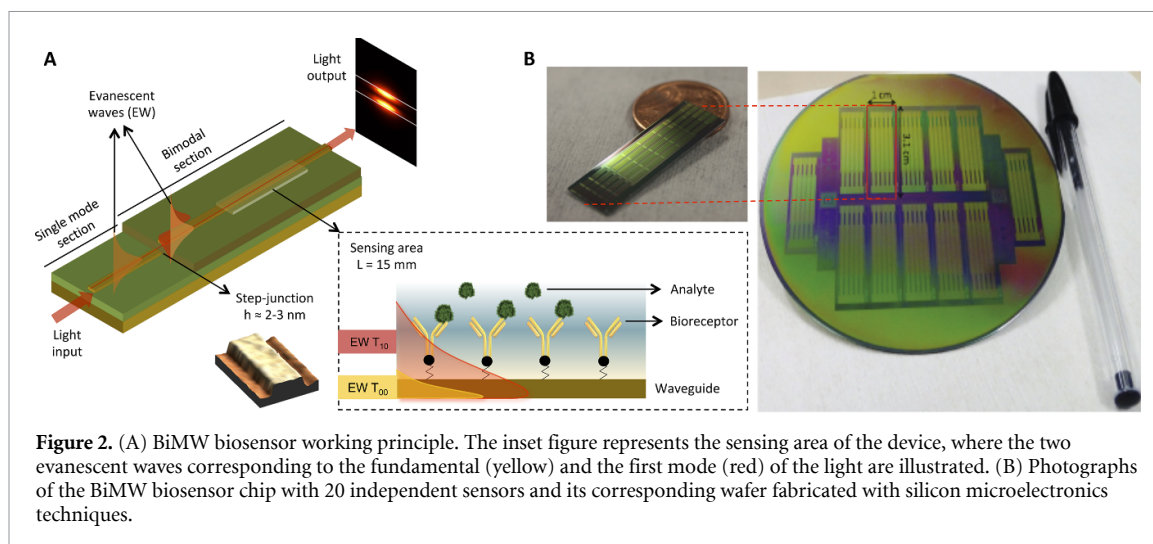 A
Light
output
Evanescent
waves (EW)
Bimodal
section
Single mode
section
Light
input
Step-junction
h ≈ 2-3 nm
Sensing area
L = 15 mm
Analyte
Bioreceptor
EW T10
EW T00
Waveguide
B
1 cm
3.1 cm
Figure 2. (A) BiMW biosensor working principle. The inset figure represents the sensing area of the device, where the two
evanescent waves corresponding to the fundamental (yellow) and the first mode (red) of the light are illustrated. (B) Photographs
of the BiMW biosensor chip with 20 independent sensors and its corresponding wafer fabricated with silicon microelectronics
techniques.